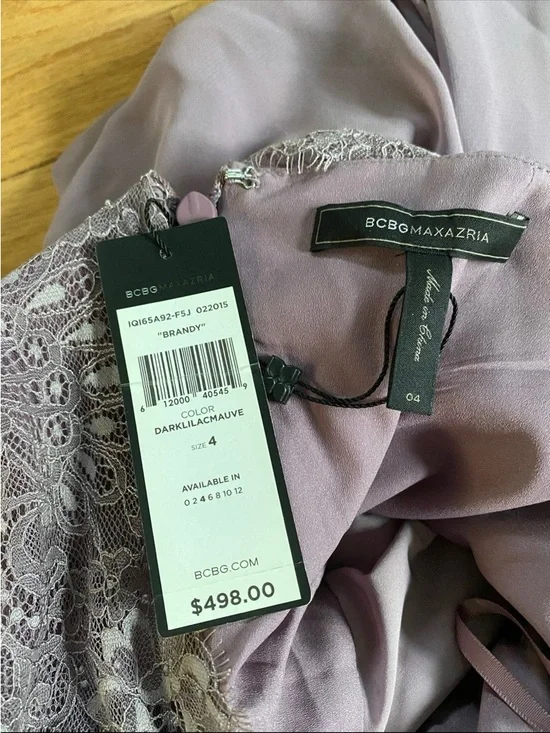 BCBGMAXAZRIA
Made in China
04
BCBGMAXAZRIA
IQI65A92-F5J 022015
"BRANDY"
6 12000 40545 9
COLOR
DARKLILACMAUVE
SIZE 4
AVAILABLE IN
0 2 4 6 8 10 12
BCBG.COM
$498.00